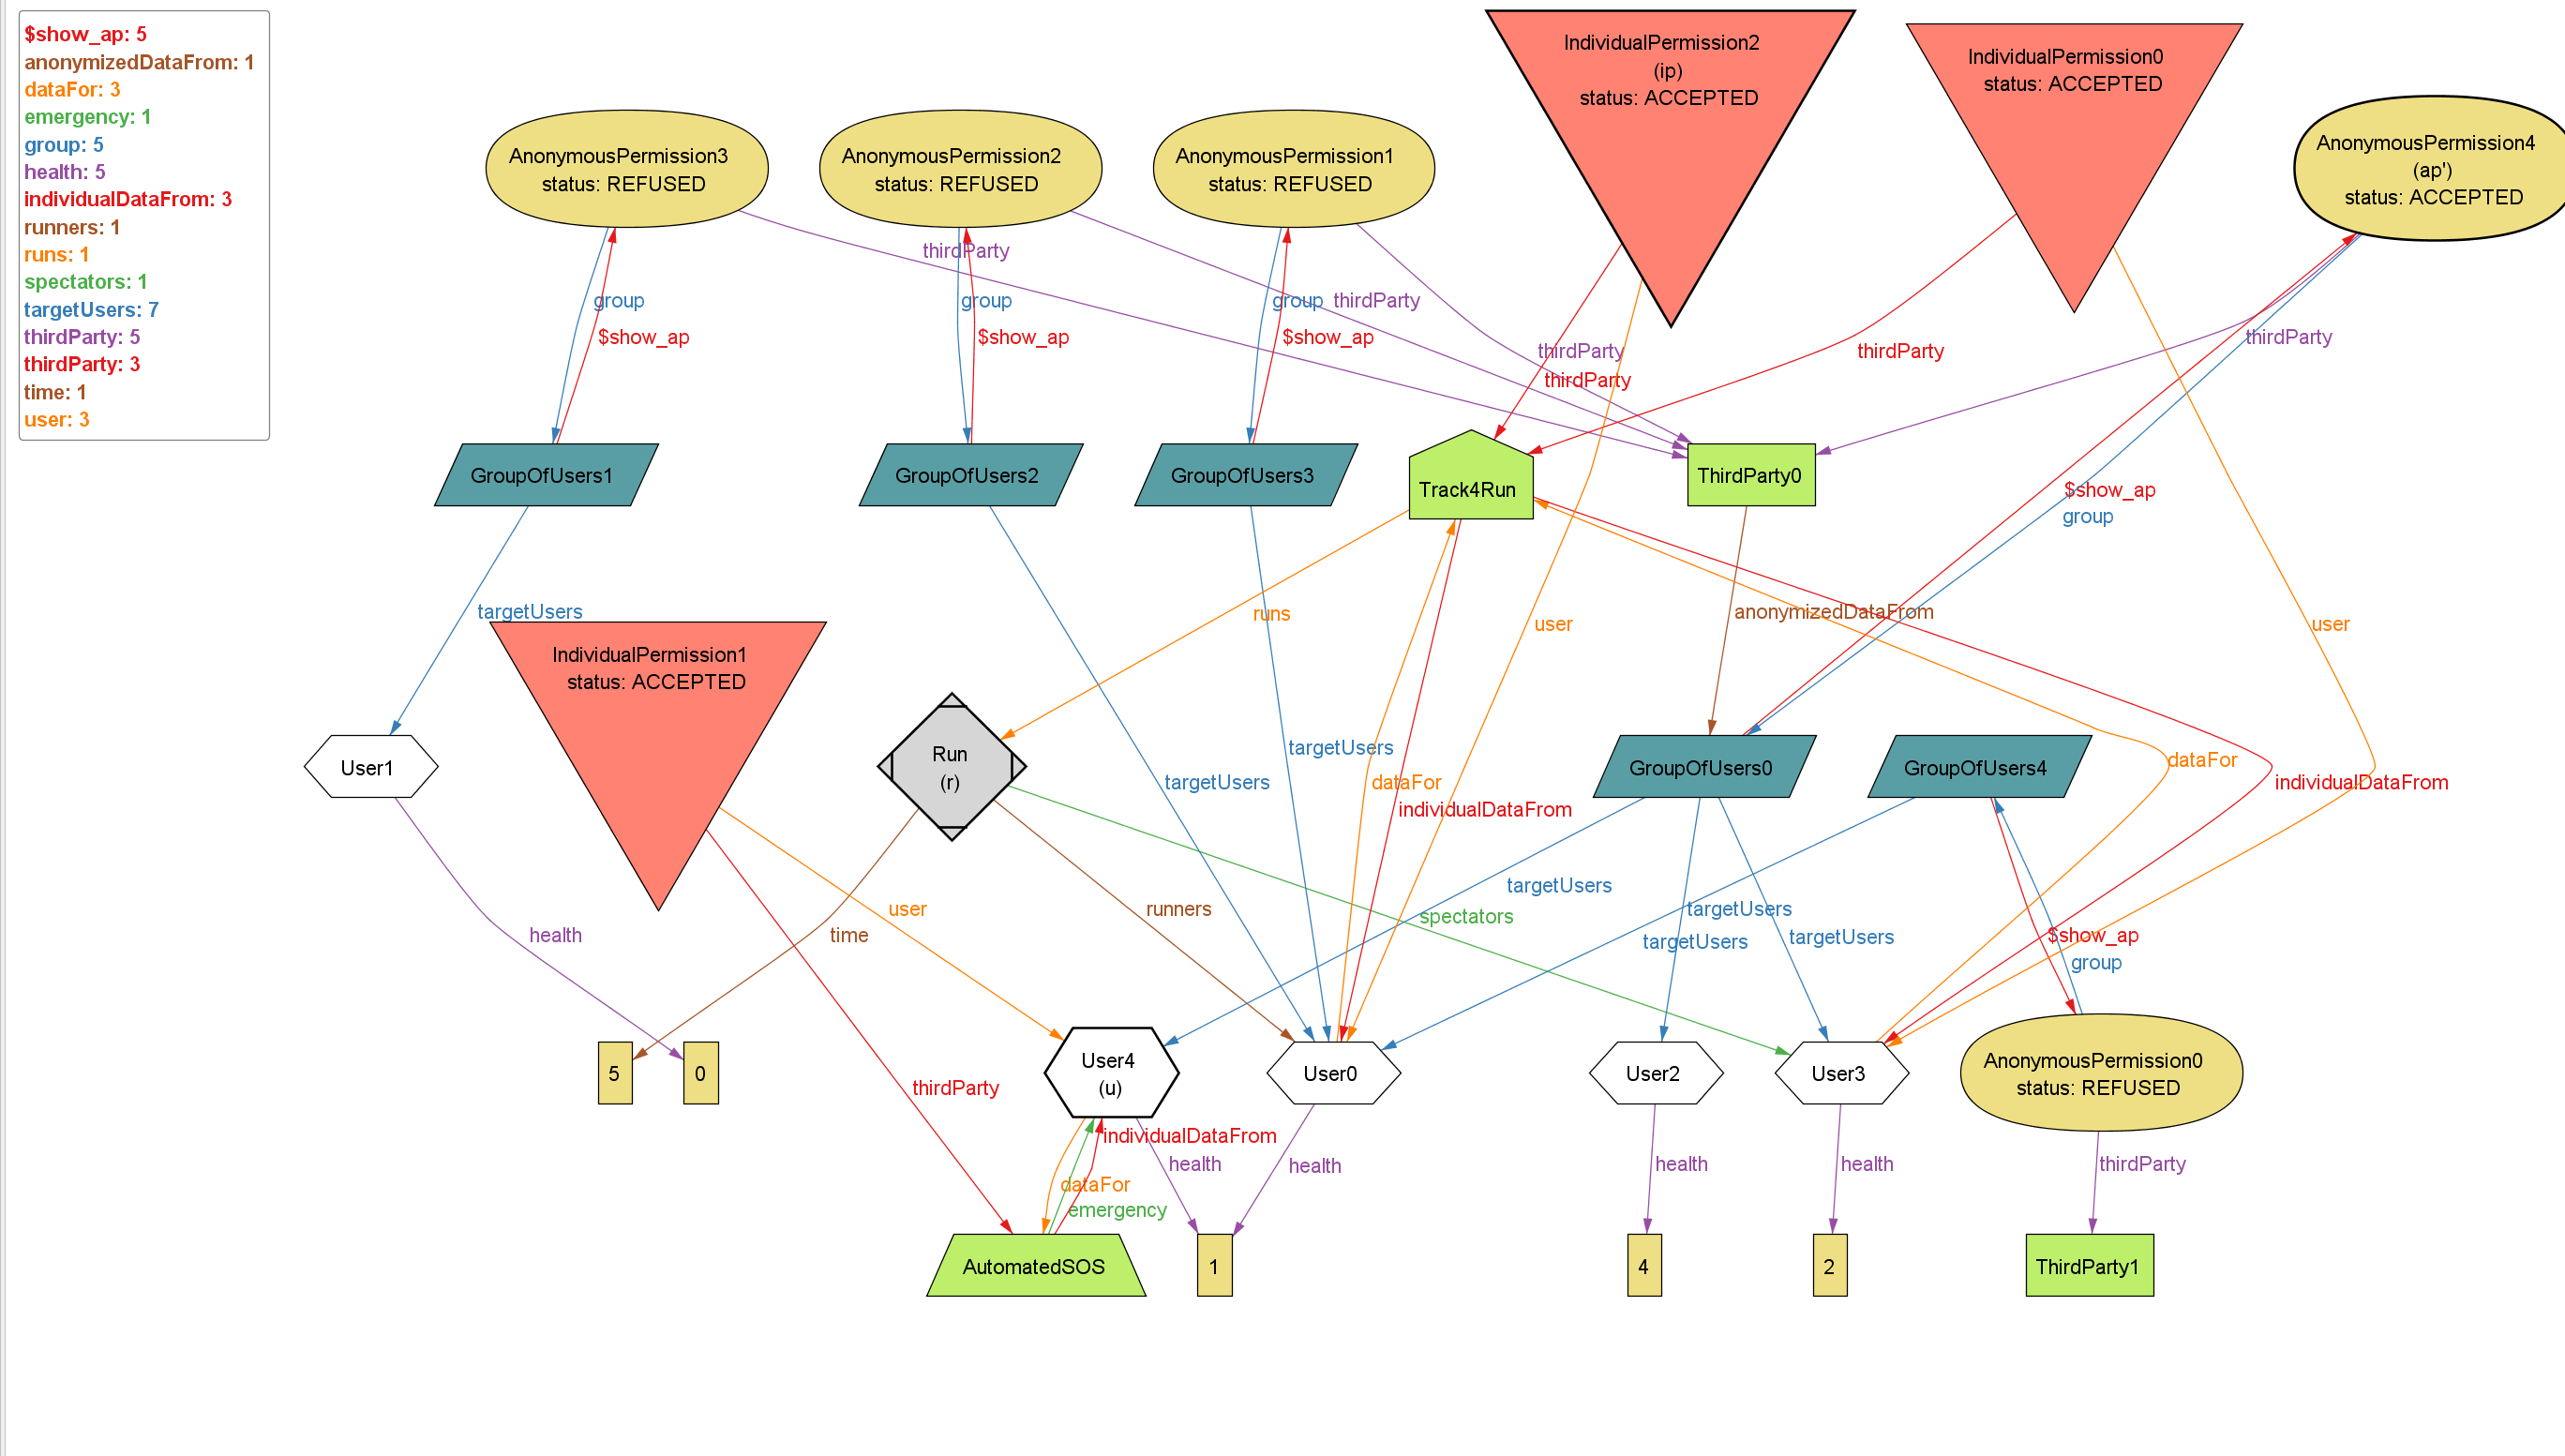 $show_ap: 5
anonymizedDataFrom: 1
dataFor: 3
emergency: 1
group: 5
health: 5
individualDataFrom: 3
runners: 1
runs: 1
spectators: 1
targetUsers: 7
thirdParty: 5
thirdParty: 3
time: 1
user: 3
IndividualPermission2
(ip)
status: ACCEPTED
IndividualPermission0
status: ACCEPTED
AnonymousPermission3
status: REFUSED
AnonymousPermission2
status: REFUSED
AnonymousPermission1
status: REFUSED
AnonymousPermission4
(ap')
status: ACCEPTED
thirdParty
group
group
group
thirdParty
$show_ap
$show_ap
$show_ap
thirdParty
thirdParty
thirdParty
thirdParty
GroupOfUsers1
GroupOfUsers2
GroupOfUsers3
Track4Run
ThirdParty0
$show_ap
group
targetUsers
runs
user
anonymizedDataFrom
user
IndividualPermission1
status: ACCEPTED
User1
Run
(r)
targetUsers
targetUsers
dataFor
individualDataFrom
GroupOfUsers0
GroupOfUsers4
dataFor
individualDataFrom
health
user
time
runners
spectators
targetUsers
targetUsers
targetUsers
targetUsers
$show_ap
group
5
0
User4
(u)
User0
User2
User3
AnonymousPermission0
status: REFUSED
thirdParty
individualDataFrom
dataFor
emergency
health
health
health
health
thirdParty
AutomatedSOS
1
4
2
ThirdParty1